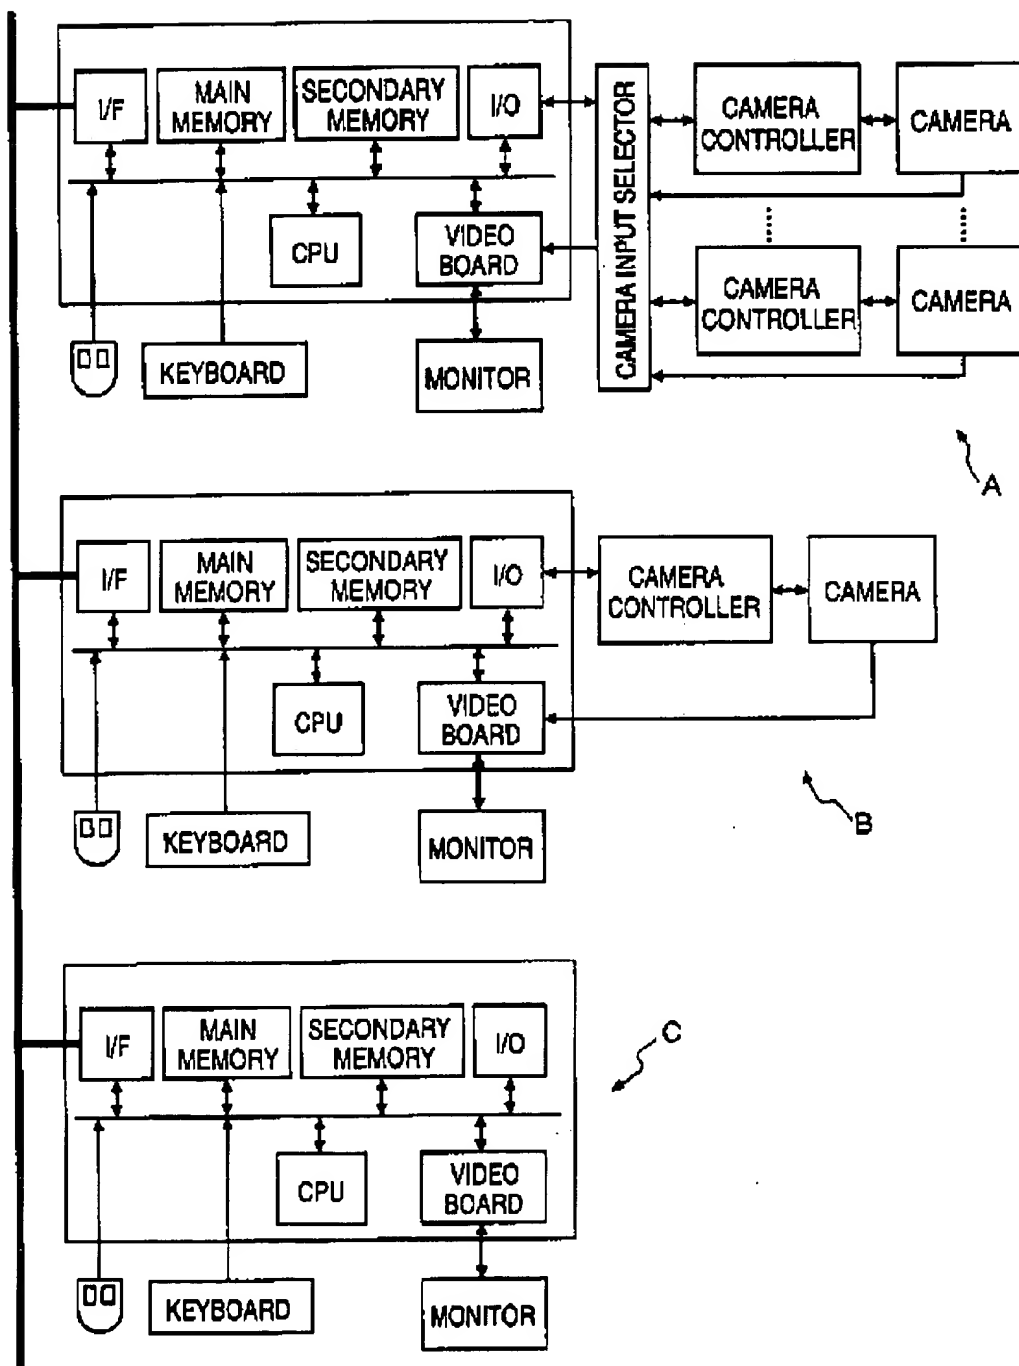 I/F
MAIN
MEMORY
SECONDARY
MEMORY
I/O
CPU
VIDEO
BOARD
KEYBOARD
MONITOR
CAMERA INPUT SELECTOR
CAMERA
CONTROLLER
CAMERA
CAMERA
CONTROLLER
CAMERA
A
I/F
MAIN
MEMORY
SECONDARY
MEMORY
I/O
CPU
VIDEO
BOARD
KEYBOARD
MONITOR
CAMERA
CONTROLLER
CAMERA
B
I/F
MAIN
MEMORY
SECONDARY
MEMORY
I/O
CPU
VIDEO
BOARD
KEYBOARD
MONITOR
C